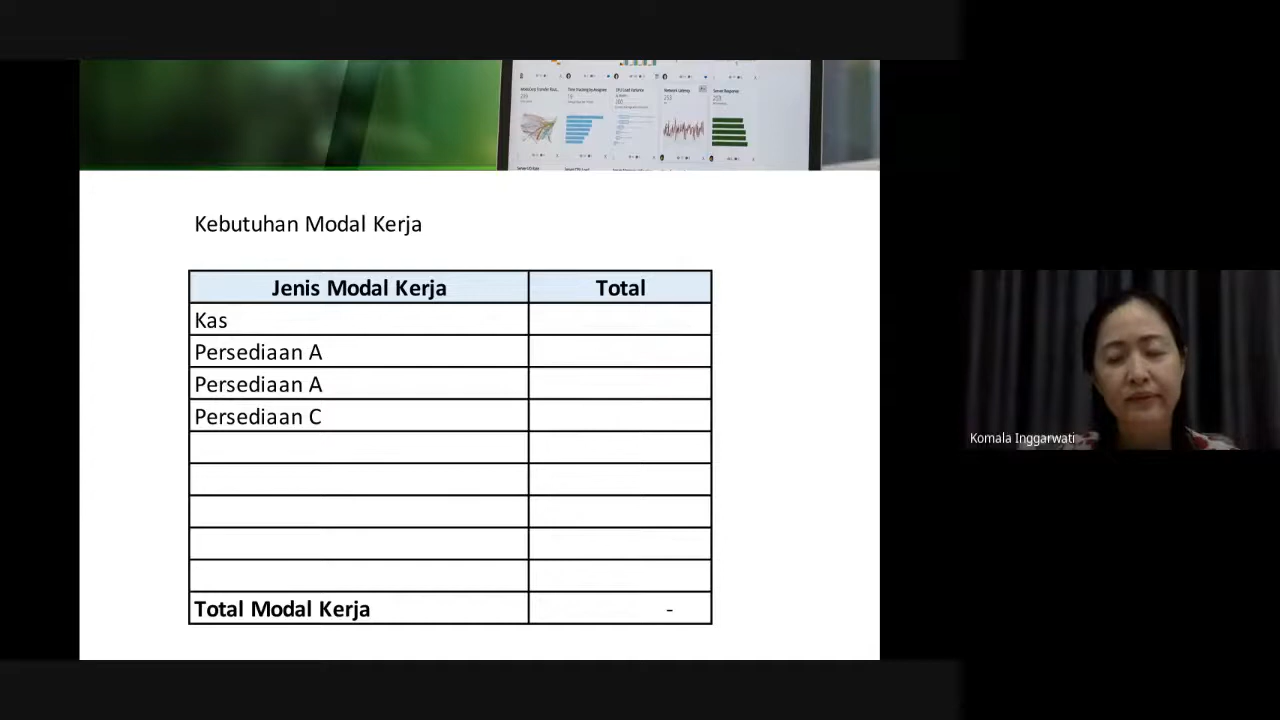 Kebutuhan Modal Kerja
Jenis Modal Kerja Total
Kas
Persediaan A
Persediaan A
Persediaan C
Total Modal Kerja -
Komala Inggarwati